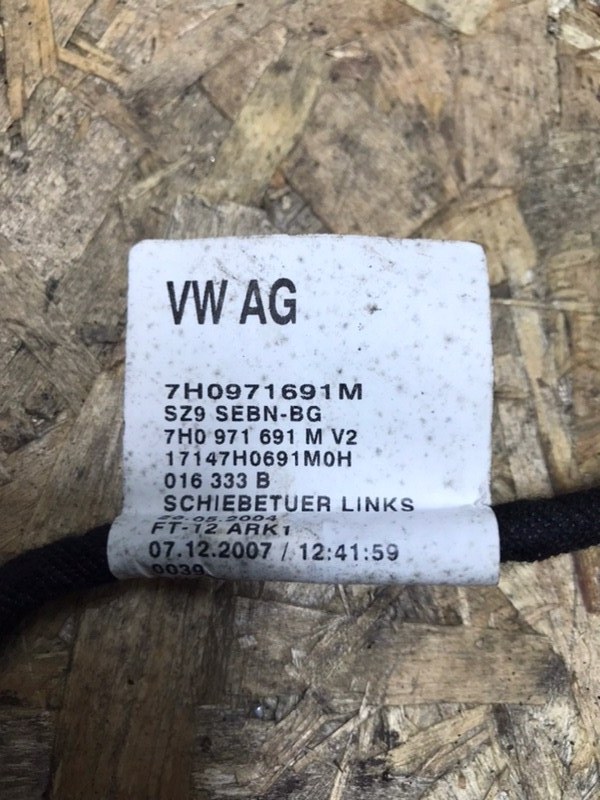 VW AG
7H0971691M
SZ9 SEBN-BG
7H0 971 691 M V2
17147H0691M0H
016 333 B
SCHIEBETUER LINKS
FT-12 ARK1
07.12.2007 / 12:41:59
0039